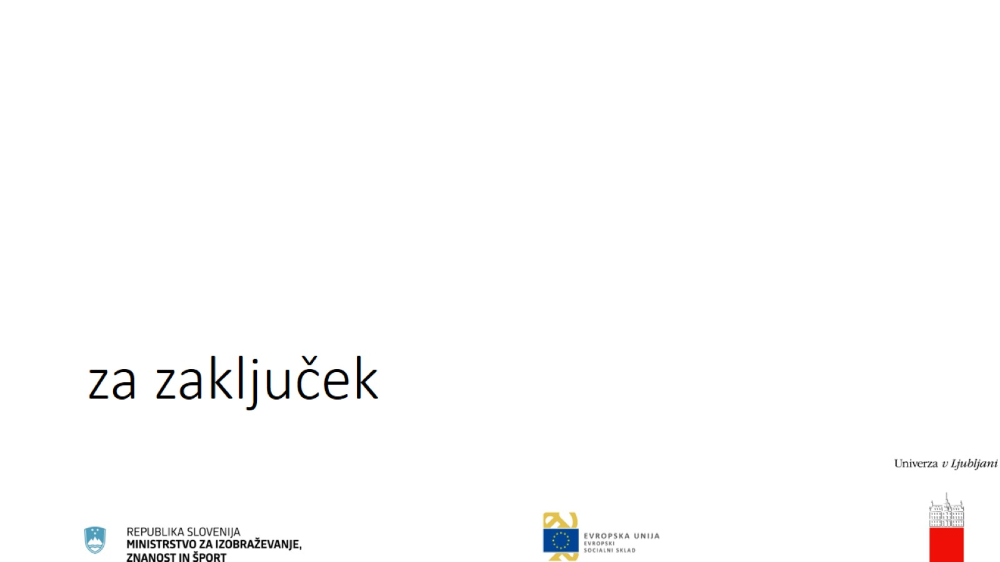 za zaključek
Univerza v Ljubljani
REPUBLIKA SLOVENIJA
MINISTRSTVO ZA IZOBRAŽEVANJE,
ZNANOST IN ŠPORT
EVROPSKA UNIJA
EVROPSKI
SOCIALNI SKLAD